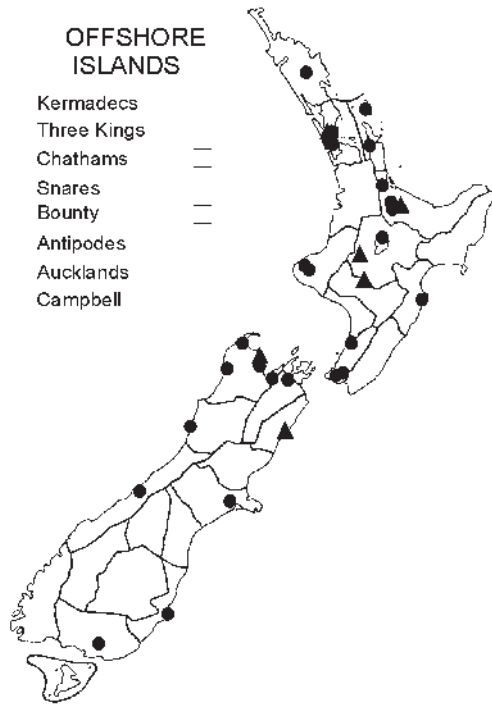 OFFSHORE
ISLANDS
Kermadecs
Three Kings
Chathams
Snares
Bounty
Antipodes
Aucklands
Campbell